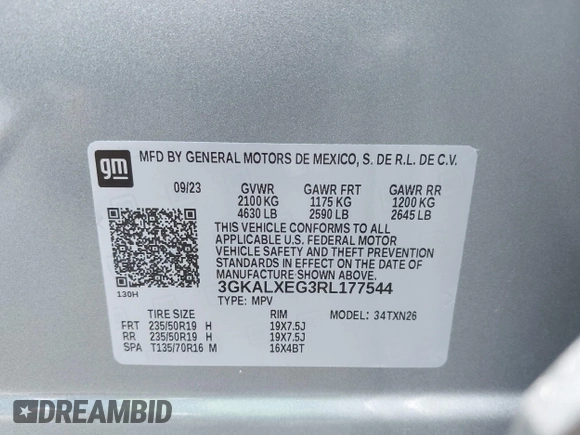 gm MFD BY GENERAL MOTORS DE MEXICO, S. DE R.L. DE C.V.
09/23 GVWR GAWR FRT GAWR RR
2100 KG 1175 KG 1200 KG
4630 LB 2590 LB 2645 LB
THIS VEHICLE CONFORMS TO ALL
APPLICABLE U.S. FEDERAL MOTOR
VEHICLE SAFETY AND THEFT PREVENTION
STANDARDS IN EFFECT ON THE DATE OF
MANUFACTURE SHOWN ABOVE.
130H 3GKALXEG3RL177544
TYPE: MPV
TIRE SIZE RIM MODEL: 34TXN26
FRT 235/50R19 H 19X7.5J
RR 235/50R19 H 19X7.5J
SPA T135/70R16 M 16X4BT
DREAMBID